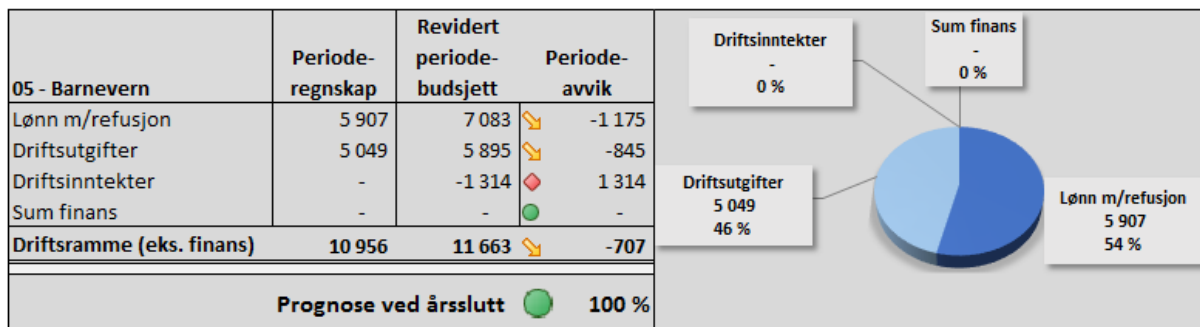 05 - Barnevern Periode-regnskap Revidert periode-budsjett Periode-avvik
Lønn m/refusjon 5 907 7 083 -1 175
Driftsutgifter 5 049 5 895 -845
Driftsinntekter - -1 314 1 314
Sum finans - - -
Driftsramme (eks. finans) 10 956 11 663 -707
Prognose ved årsslutt 100 %
Driftsinntekter
-
0 %
Sum finans
-
0 %
Driftsutgifter
5 049
46 %
Lønn m/refusjon
5 907
54 %